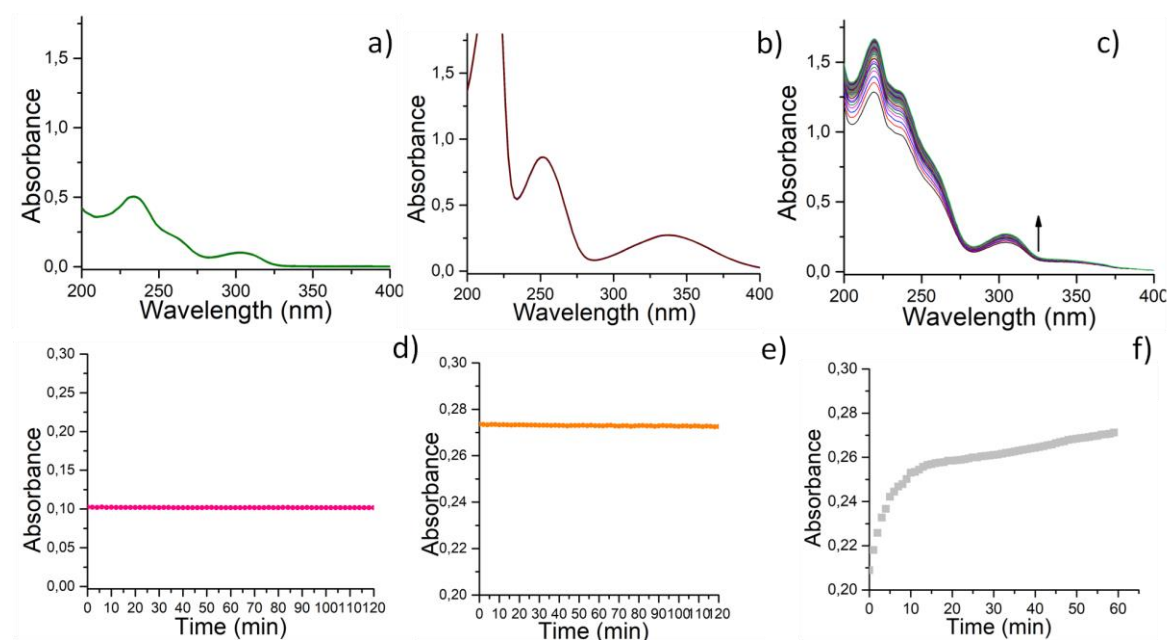 a)
1,5
1,0
0,5
0,0
Absorbance
200 250 300 350 400
Wavelength (nm)
b)
1,5
1,0
0,5
0,0
Absorbance
200 250 300 350 400
Wavelength (nm)
c)
1,5
1,0
0,5
0,0
Absorbance
200 250 300 350 400
Wavelength (nm)
d)
0,30
0,25
0,20
0,15
0,10
0,05
0,00
Absorbance
0 10 20 30 40 50 60 70 80 90 100 110 120
Time (min)
e)
0,30
0,28
0,26
0,24
0,22
0,20
Absorbance
0 10 20 30 40 50 60 70 80 90 100 110 120
Time (min)
f)
0,30
0,28
0,26
0,24
0,22
0,20
Absorbance
0 10 20 30 40 50 60
Time (min)